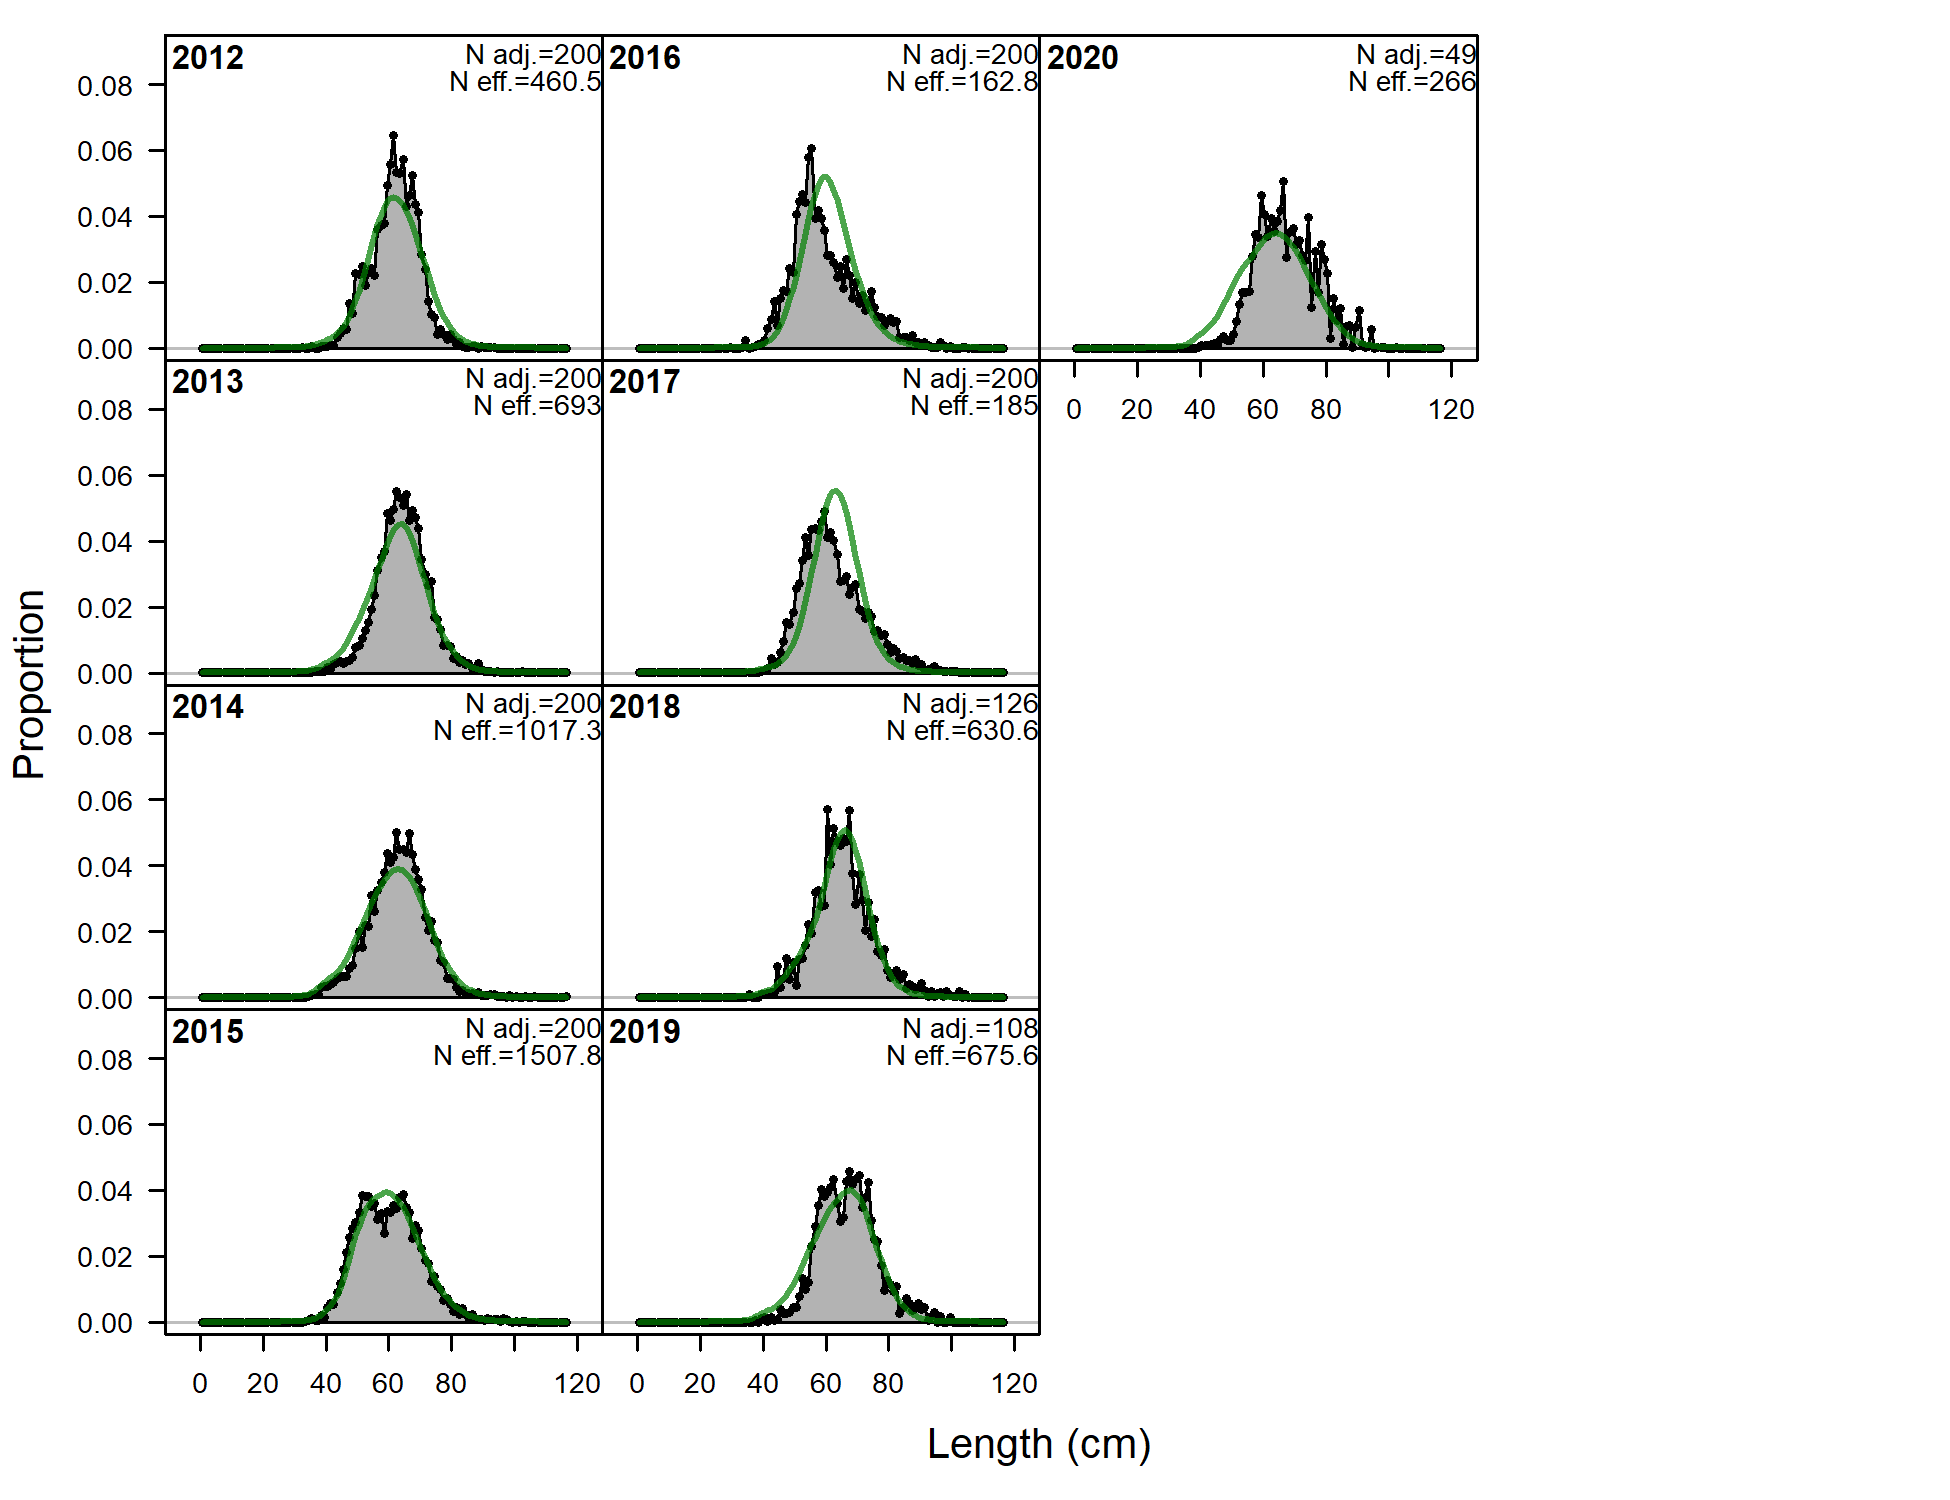 2012
N adj.=200
N eff.=460.5
2016
N adj.=200
N eff.=162.8
2020
N adj.=49
N eff.=266
0.08
0.06
0.04
0.02
0.00
0 20 40 60 80 120
2013
N adj.=200
N eff.=693
2017
N adj.=200
N eff.=185
0.08
0.06
0.04
0.02
0.00
2014
N adj.=200
N eff.=1017.3
2018
N adj.=126
N eff.=630.6
0.08
0.06
0.04
0.02
0.00
2015
N adj.=200
N eff.=1507.8
2019
N adj.=108
N eff.=675.6
0.08
0.06
0.04
0.02
0.00
0 20 40 60 80 120
0 20 40 60 80 120
Proportion
Length (cm)